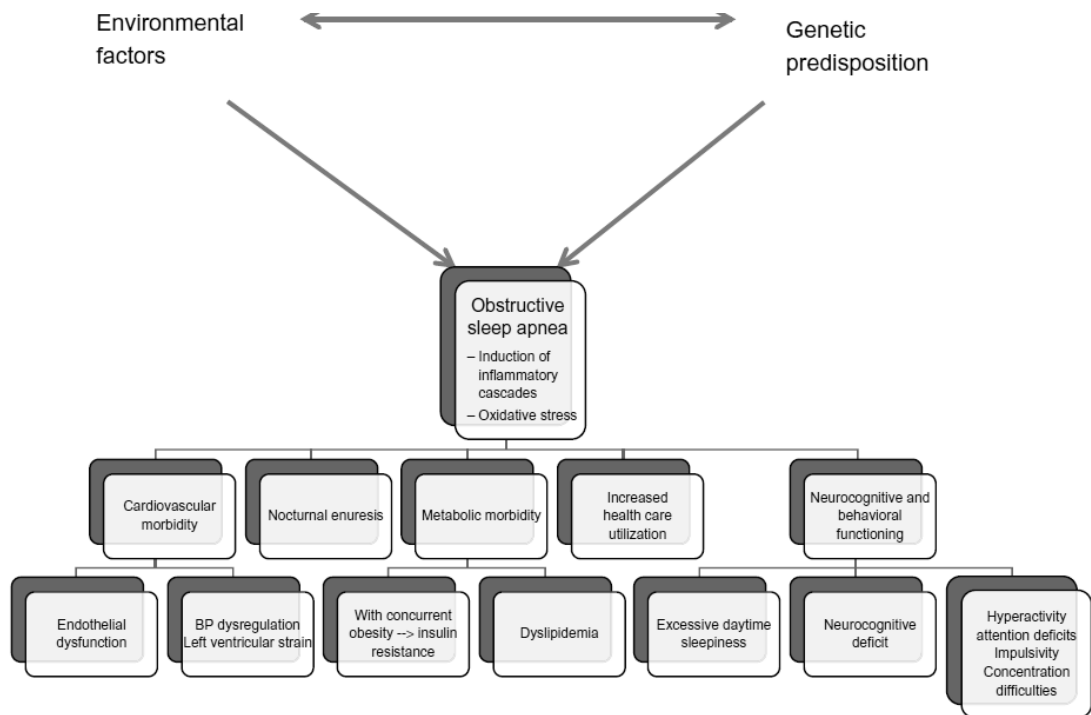 Environmental
factors
Genetic
predisposition
Obstructive
sleep apnea
– Induction of
inflammatory
cascades
– Oxidative stress
Cardiovascular
morbidity
Nocturnal enuresis
Metabolic morbidity
Increased
health care
utilization
Neurocognitive and
behavioral
functioning
Endothelial
dysfunction
BP dysregulation
Left ventricular strain
With concurrent
obesity --> insulin
resistance
Dyslipidemia
Excessive daytime
sleepiness
Neurocognitive
deficit
Hyperactivity
attention deficits
Impulsivity
Concentration
difficulties